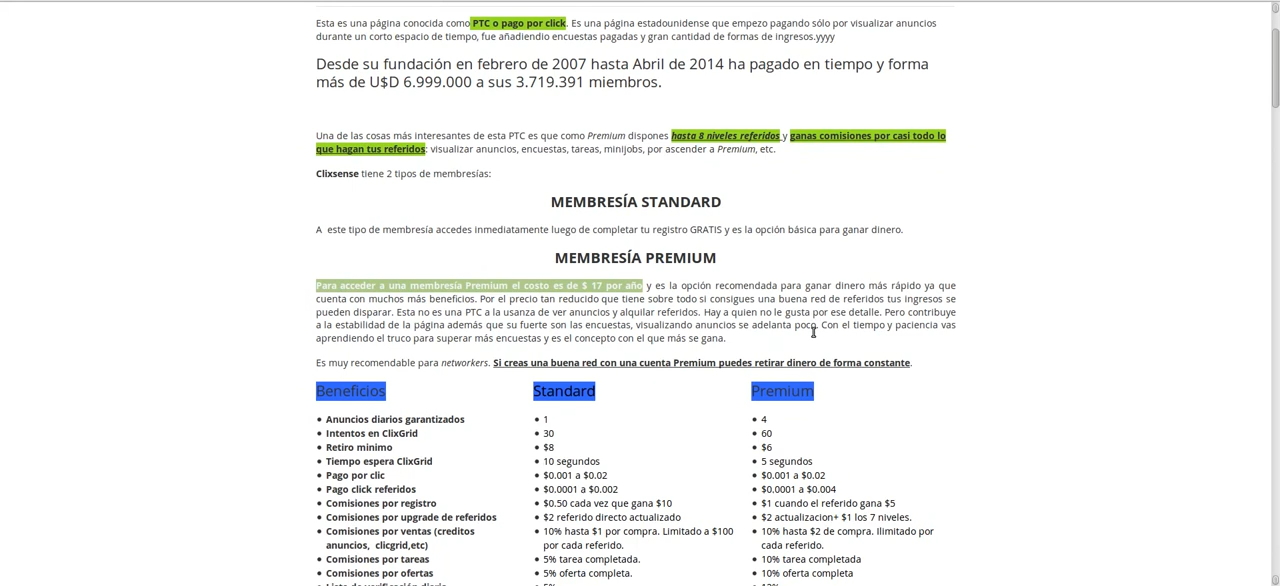 Esta es una página conocida como PTC o pago por click. Es una página estadounidense que empezo pagando sólo por visualizar anuncios
durante un corto espacio de tiempo, fue añadiendio encuestas pagadas y gran cantidad de formas de ingresos.yyyy
Desde su fundación en febrero de 2007 hasta Abril de 2014 ha pagado en tiempo y forma
más de U$D 6.999.000 a sus 3.719.391 miembros.
Una de las cosas más interesantes de esta PTC es que como Premium dispones hasta 8 niveles referidos y ganas comisiones por casi todo lo
que hagan tus referidos: visualizar anuncios, encuestas, tareas, minijobs, por ascender a Premium, etc.
Clixsense tiene 2 tipos de membresías:
MEMBRESÍA STANDARD
A este tipo de membresía accedes inmediatamente luego de completar tu registro GRATIS y es la opción básica para ganar dinero.
MEMBRESÍA PREMIUM
Para acceder a una membresía Premium el costo es de $ 17 por año y es la opción recomendada para ganar dinero más rápido ya que
cuenta con muchos más beneficios. Por el precio tan reducido que tiene sobre todo si consigues una buena red de referidos tus ingresos se
pueden disparar. Esta no es una PTC a la usanza de ver anuncios y alquilar referidos. Hay a quien no le gusta por ese detalle. Pero contribuye
a la estabilidad de la página además que su fuerte son las encuestas, visualizando anuncios se adelanta poco. Con el tiempo y paciencia vas
aprendiendo el truco para superar más encuestas y es el concepto con el que más se gana.
Es muy recomendable para networkers. Si creas una buena red con una cuenta Premium puedes retirar dinero de forma constante.
Beneficios Standard Premium
• Anuncios diarios garantizados • 1 • 4
• Intentos en ClixGrid • 30 • 60
• Retiro minimo • $8 • $6
• Tiempo espera ClixGrid • 10 segundos • 5 segundos
• Pago por clic • $0.001 a $0.02 • $0.001 a $0.02
• Pago click referidos • $0.0001 a $0.002 • $0.0001 a $0.004
• Comisiones por registro • $0.50 cada vez que gana $10 • $1 cuando el referido gana $5
• Comisiones por upgrade de referidos • $2 referido directo actualizado • $2 actualizacion+ $1 los 7 niveles.
• Comisiones por ventas (creditos • 10% hasta $1 por compra. Limitado a $100 • 10% hasta $2 de compra. Ilimitado por
anuncios, clicgrid,etc) por cada referido. cada referido.
• Comisiones por tareas • 5% tarea completada. • 10% tarea completada
• Comisiones por ofertas • 5% oferta completa. • 10% oferta completa